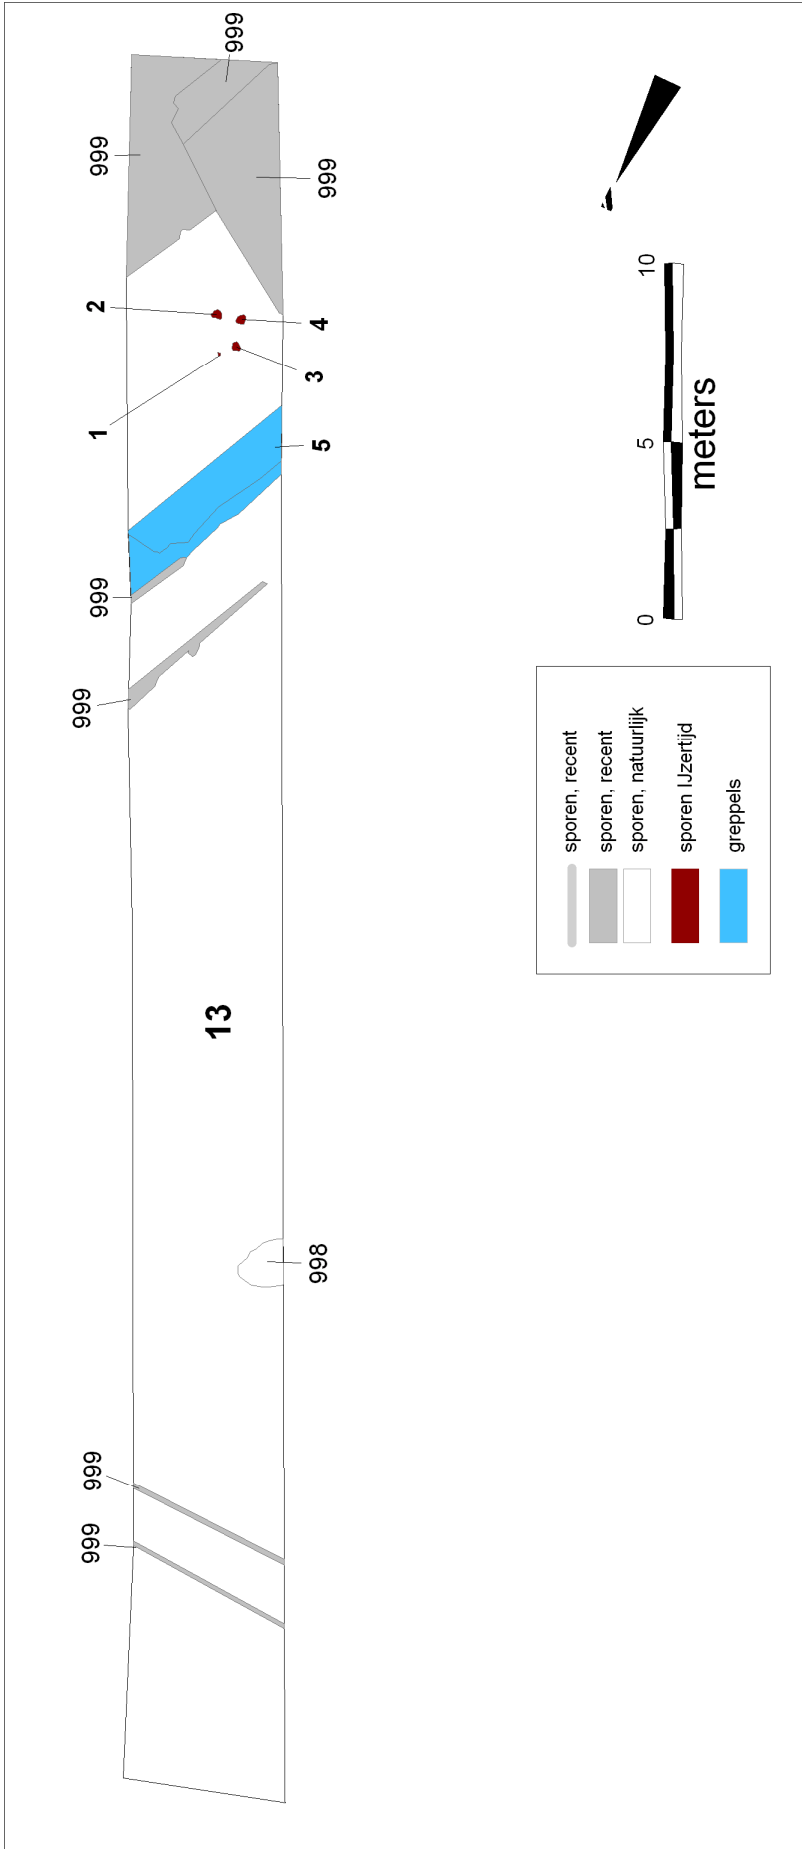 999
999
999
2
4
3
1
5
999
999
13
998
999
999
10
5
0
meters
sporen, recent
sporen, recent
sporen, natuurlijk
sporen IJzertijd
greppels